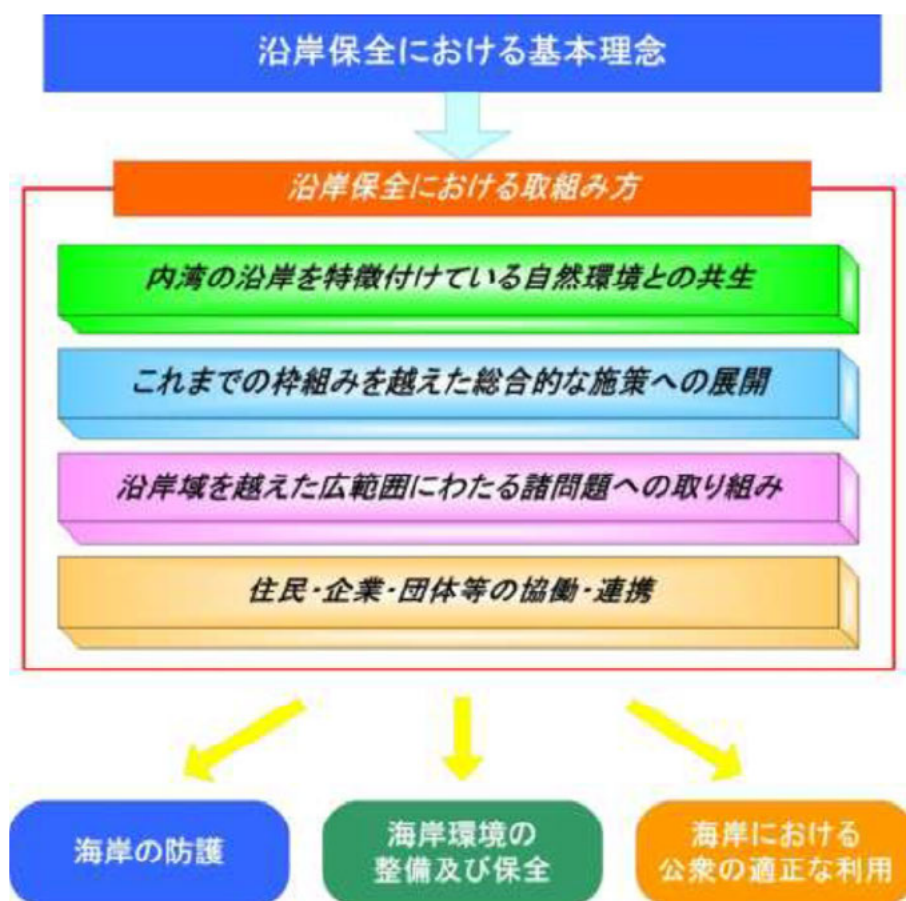 沿岸保全における基本理念
沿岸保全における取組み方
内湾の沿岸を特徴付けている自然環境との共生
これまでの枠組みを越えた総合的な施策への展開
沿岸域を越えた広範囲にわたる諸問題への取り組み
住民・企業・団体等の協働・連携
海岸の防護
海岸環境の
整備及び保全
海岸における
公衆の適正な利用